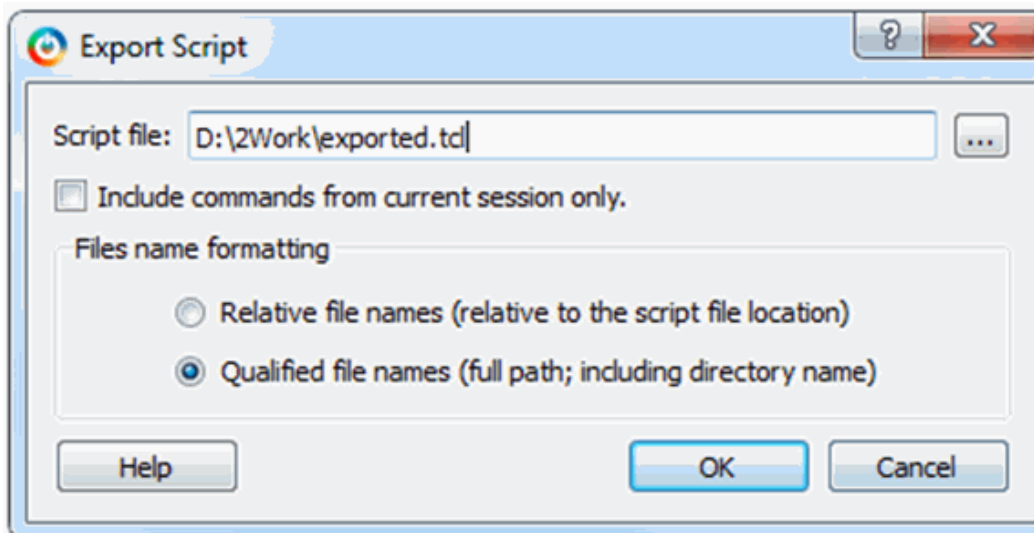 Export Script
Script file: D:\2Work\exported.tcl ...
Include commands from current session only.
Files name formatting
Relative file names (relative to the script file location)
Qualified file names (full path; including directory name)
Help OK Cancel